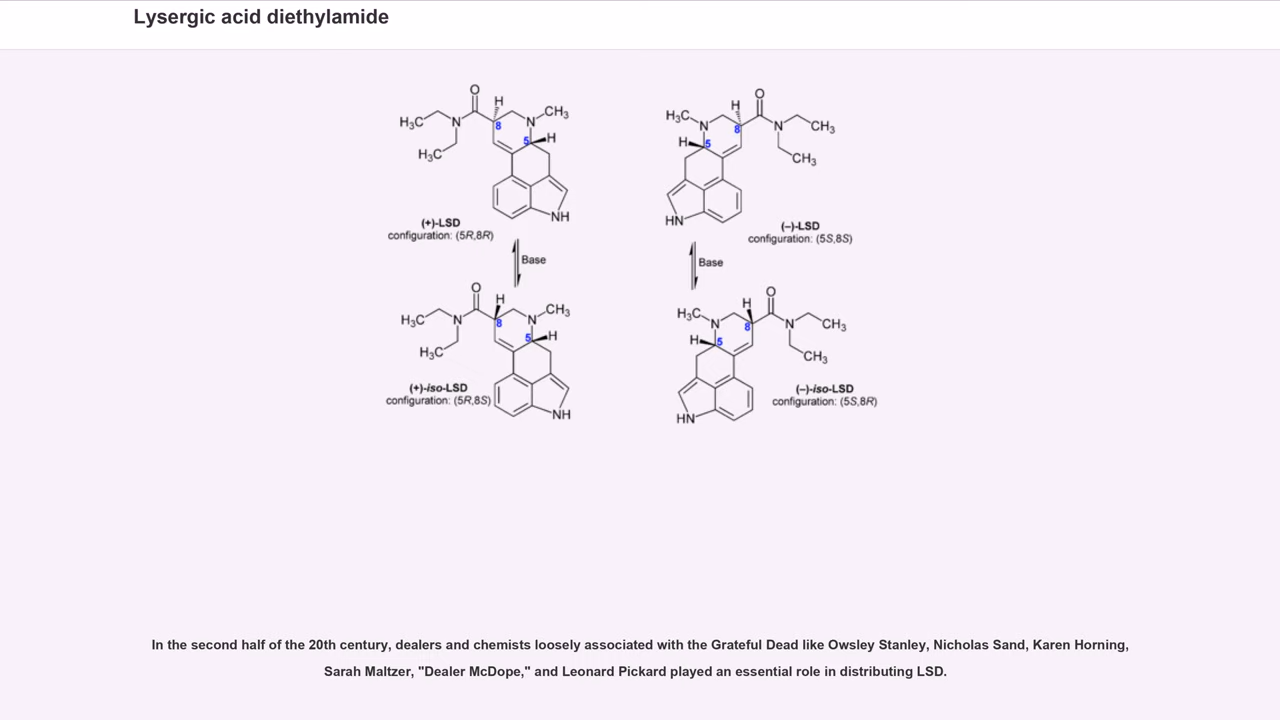 Lysergic acid diethylamide
O
H
H₃C
N
8
N
CH₃
5
H
H₃C
NH
(+)-LSD
configuration: (5R,8R)
O
H
H₃C
N
8
N
CH₃
H
5
CH₃
HN
(–)-LSD
configuration: (5S,8S)
Base
Base
O
H
H₃C
N
8
N
CH₃
5
H
H₃C
NH
(+)-iso-LSD
configuration: (5R,8S)
O
H
H₃C
N
8
N
CH₃
H
5
CH₃
HN
(–)-iso-LSD
configuration: (5S,8R)
In the second half of the 20th century, dealers and chemists loosely associated with the Grateful Dead like Owsley Stanley, Nicholas Sand, Karen Horning,
Sarah Maltzer, "Dealer McDope," and Leonard Pickard played an essential role in distributing LSD.